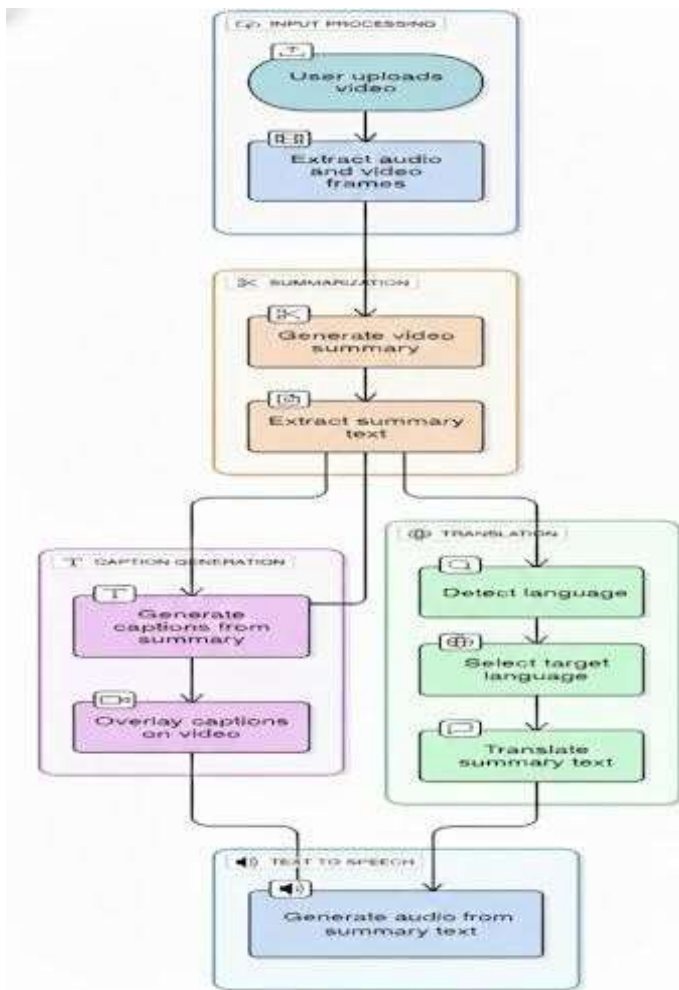 INPUT PROCESSING
User uploads
video
Extract audio
and video
frames
SUMMARIZATION
Generate video
summary
Extract summary
text
T CAPTION GENERATION
T
Generate
captions from
summary
Overlay captions
on video
TRANSLATION
Detect language
Select target
language
Translate
summary text
TEXT TO SPEECH
Generate audio from
summary text